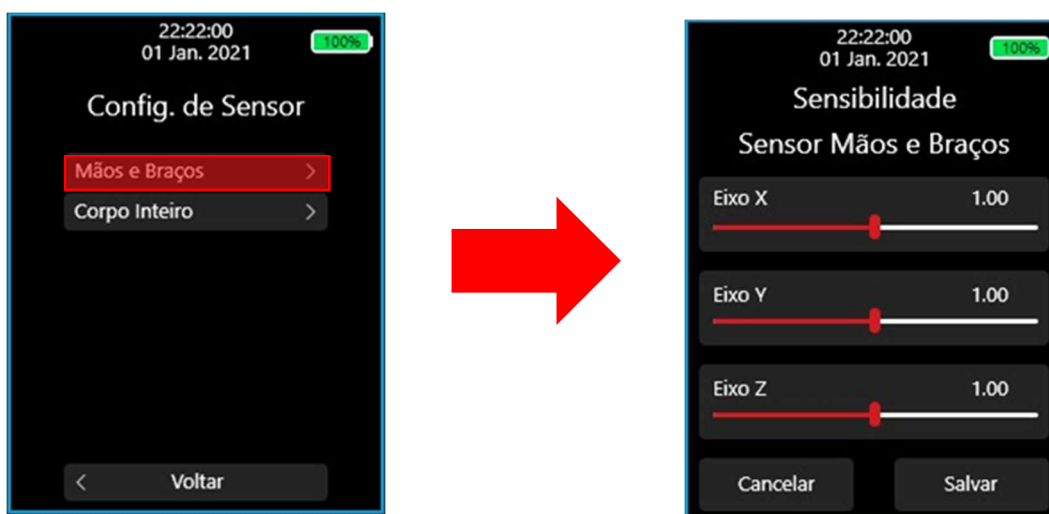 22:22:00
01 Jan. 2021
100%
Config. de Sensor
Mãos e Braços >
Corpo Inteiro >
< Voltar
22:22:00
01 Jan. 2021
100%
Sensibilidade
Sensor Mãos e Braços
Eixo X 1.00
Eixo Y 1.00
Eixo Z 1.00
Cancelar Salvar